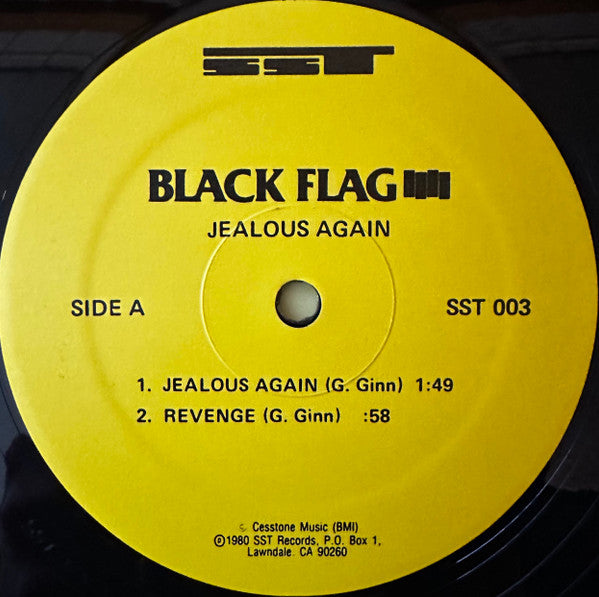 SST
BLACK FLAG
JEALOUS AGAIN
SIDE A
SST 003
1. JEALOUS AGAIN (G. Ginn) 1:49
2. REVENGE (G. Ginn) :58
© Cesstone Music (BMI)
℗1980 SST Records, P.O. Box 1,
Lawndale, CA 90260